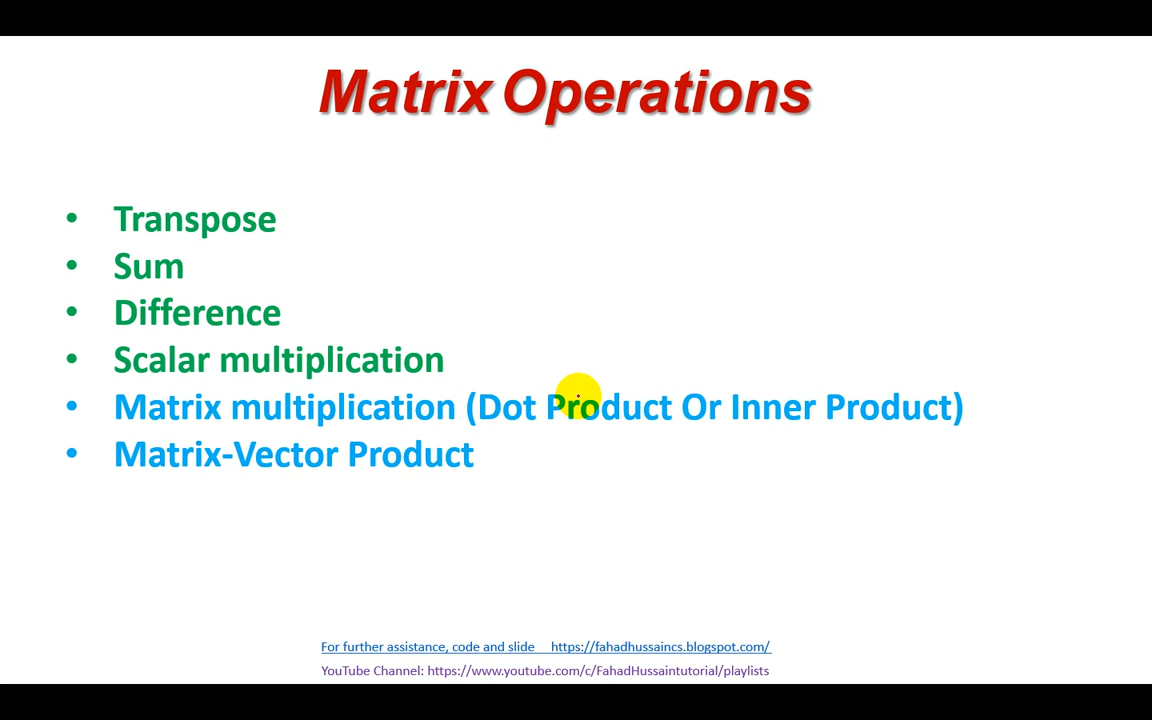 Matrix Operations
• Transpose
• Sum
• Difference
• Scalar multiplication
• Matrix multiplication (Dot Product Or Inner Product)
• Matrix-Vector Product
For further assistance, code and slide https://fahadhussaincs.blogspot.com/
YouTube Channel: https://www.youtube.com/c/FahadHussaintutorial/playlists